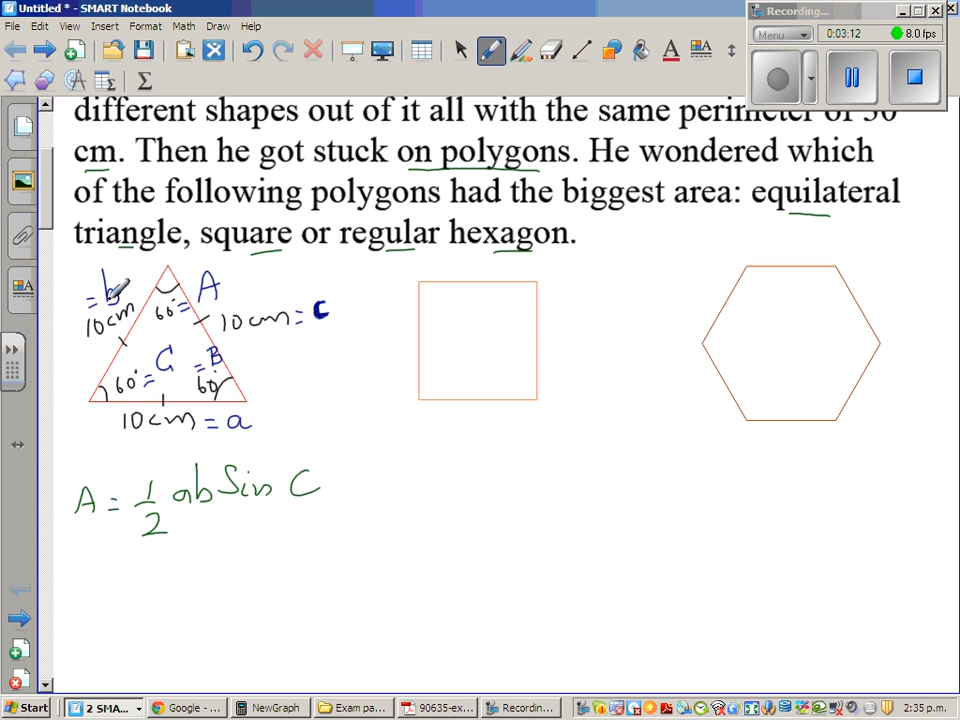 Untitled * - SMART Notebook
File Edit View Insert Format Math Draw Help
Recording...
Menu 0:03:12 8.0 fps
different shapes out of it all with the same perimeter of 30
cm. Then he got stuck on polygons. He wondered which
of the following polygons had the biggest area: equilateral
triangle, square or regular hexagon.
= b
10cm
60° = A
10cm = c
60° = C
= B
60
10cm = a
A = 1/2 ab Sin C
Start 2 SMA... Google - ... NewGraph Exam pa... 90635-ex... Recordin... 2:35 p.m.